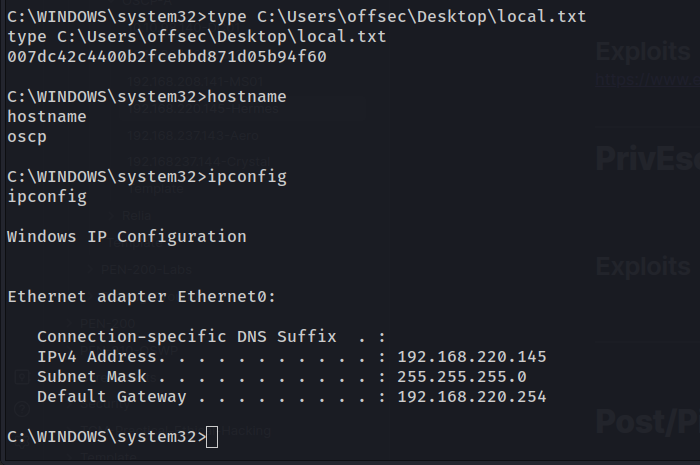 C:\WINDOWS\system32>type C:\Users\offsec\Desktop\local.txt
type C:\Users\offsec\Desktop\local.txt
007dc42c4400b2fcebbd871d05b94f60
C:\WINDOWS\system32>hostname
hostname
oscp
C:\WINDOWS\system32>ipconfig
ipconfig
Windows IP Configuration
Ethernet adapter Ethernet0:
Connection-specific DNS Suffix  . :
IPv4 Address. . . . . . . . . . . : 192.168.220.145
Subnet Mask . . . . . . . . . . . : 255.255.255.0
Default Gateway . . . . . . . . . : 192.168.220.254
C:\WINDOWS\system32>
Exploits
PrivEsc
Exploits
Post/P